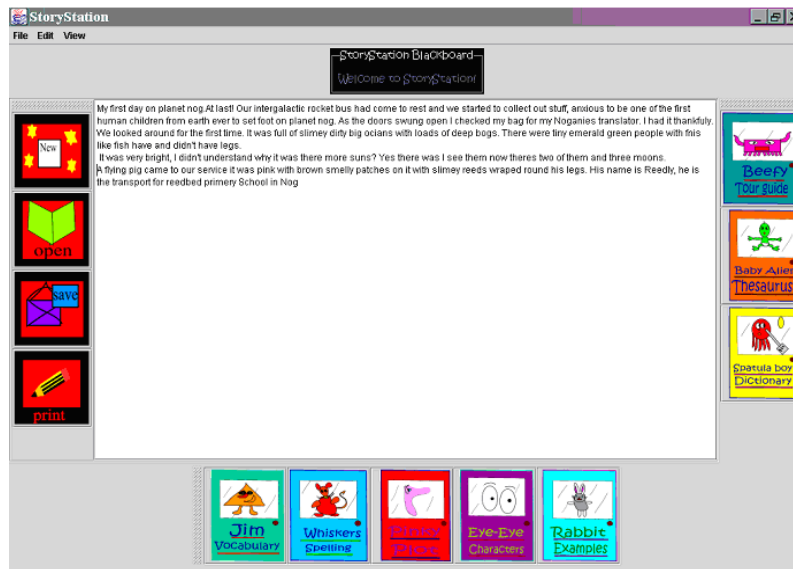 StoryStation
File Edit View
StoryStation Blackboard
Welcome to StoryStation!
My first day on planet nog.At last! Our intergalactic rocket bus had come to rest and we started to collect out stuff, anxious to be one of the first
human children from earth ever to set foot on planet nog. As the doors swung open I checked my bag for my Noganies translator. I had it thankfuly.
We looked around for the first time. It was full of slimey dirty big ocians with loads of deep bogs. There were tiny emerald green people with fnis
like fish have and didn't have legs.
It was very bright, I didn't understand why it was there more suns? Yes there was I see them now theres two of them and three moons.
A flying pig came to our service it was pink with brown smelly patches on it with slimey reeds wraped round his legs. His name is Reedly, he is
the transport for reedbed primery School in Nog
New
open
save
print
Beefy
Tour guide
Baby Alien
Thesaurus
Spatula boy
Dictionary
Jim
Vocabulary
Whiskers
Spelling
Eye-Eye
Characters
Rabbit
Examples